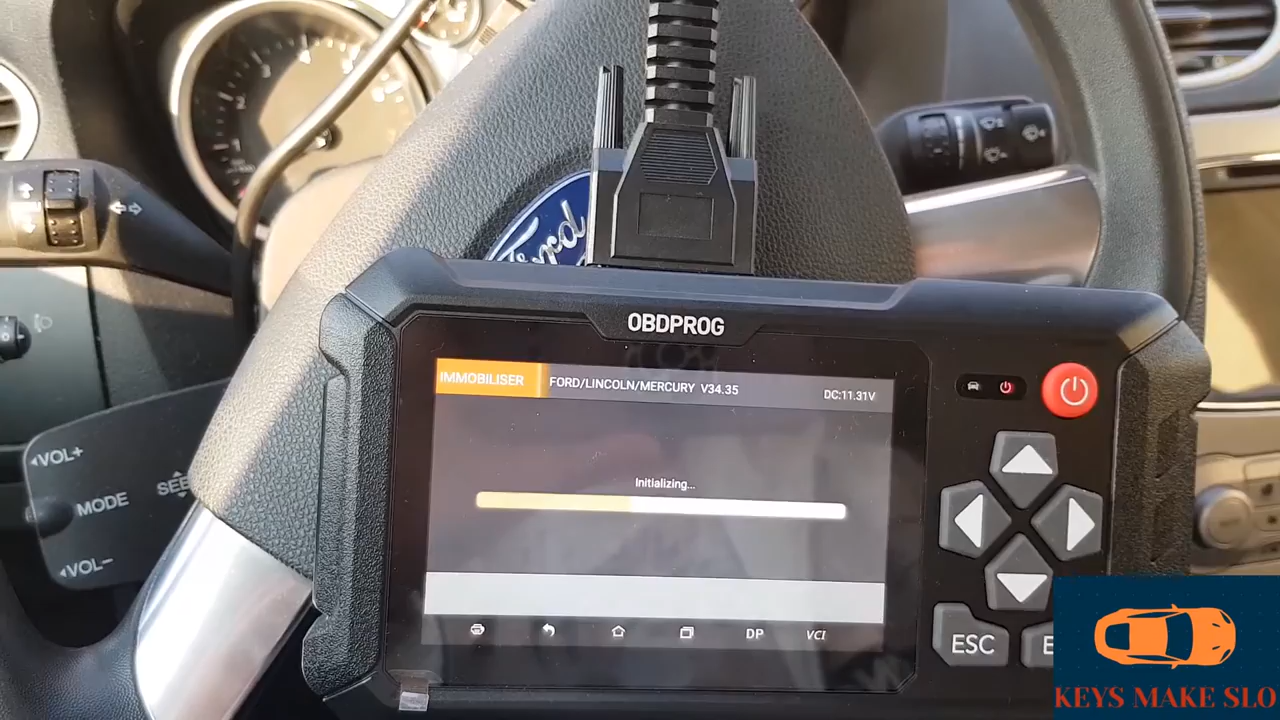 Ford
OBDPROG
IMMOBILISER
FORD/LINCOLN/MERCURY V34.35
DC:11.31V
Initializing...
VOL+
MODE
VOL-
DP
VCI
ESC
KEYS MAKE SLO